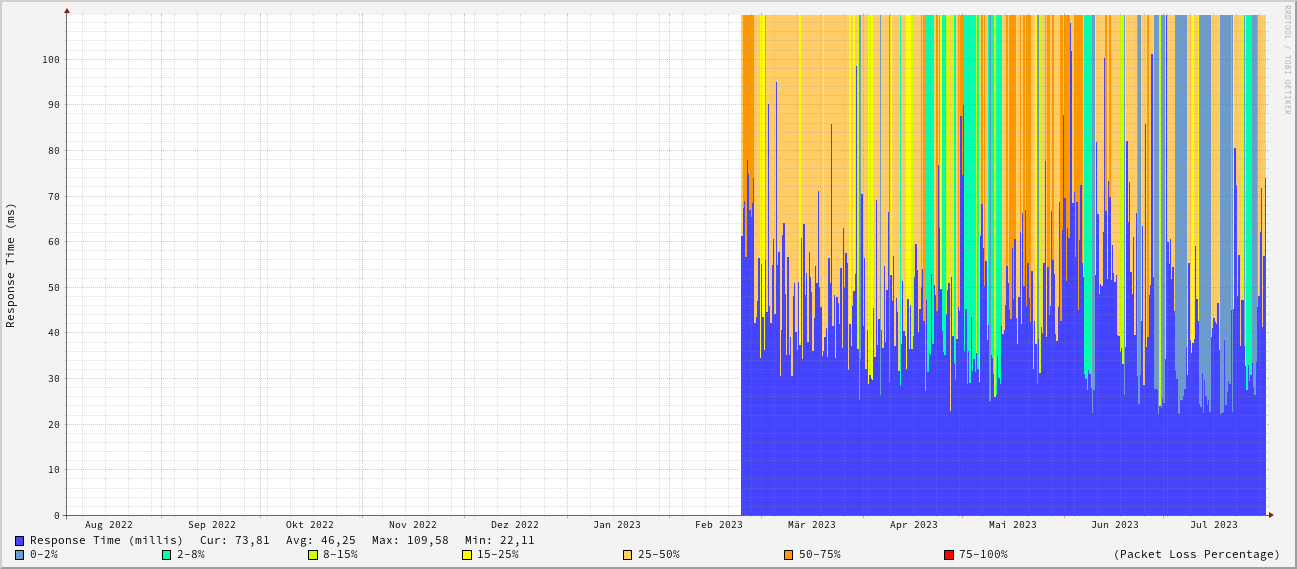 RRDTOOL / TOBI OETIKER
Response Time (ms)
100
90
80
70
60
50
40
30
20
10
0
Aug 2022 Sep 2022 Okt 2022 Nov 2022 Dez 2022 Jan 2023 Feb 2023 Mär 2023 Apr 2023 Mai 2023 Jun 2023 Jul 2023
Response Time (millis) Cur: 73,81 Avg: 46,25 Max: 109,58 Min: 22,11
0-2% 2-8% 8-15% 15-25% 25-50% 50-75% 75-100% (Packet Loss Percentage)